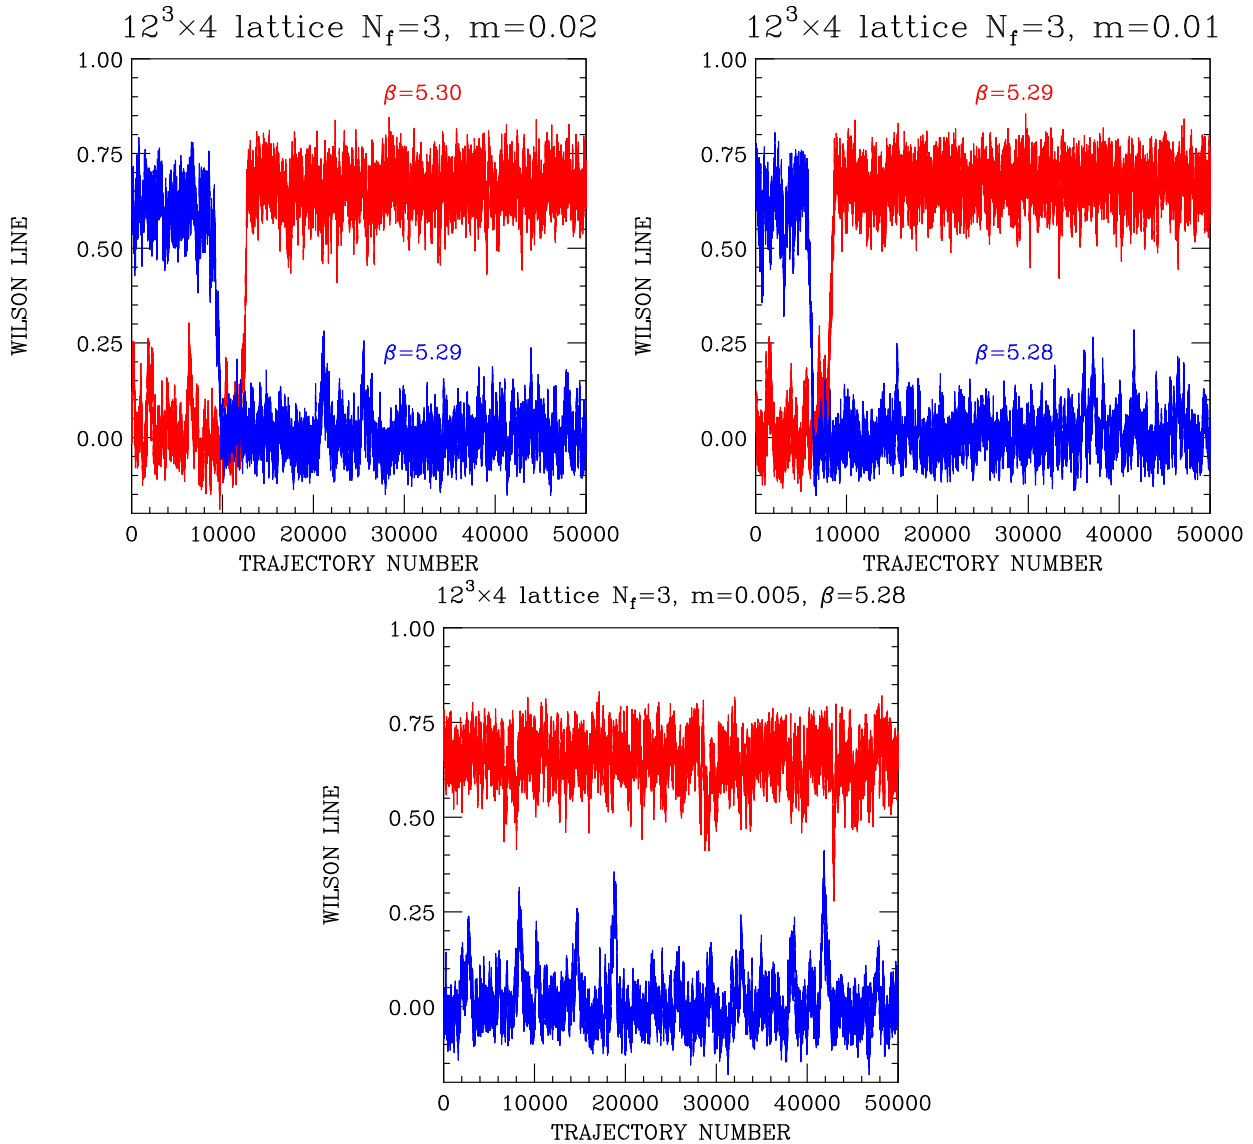 12³×4 lattice N_f=3, m=0.02
1.00
0.75
0.50
0.25
0.00
WILSON LINE
β=5.30
β=5.29
0 10000 20000 30000 40000 50000
TRAJECTORY NUMBER
12³×4 lattice N_f=3, m=0.01
1.00
0.75
0.50
0.25
0.00
WILSON LINE
β=5.29
β=5.28
0 10000 20000 30000 40000 50000
TRAJECTORY NUMBER
12³×4 lattice N_f=3, m=0.005, β=5.28
1.00
0.75
0.50
0.25
0.00
WILSON LINE
0 10000 20000 30000 40000 50000
TRAJECTORY NUMBER